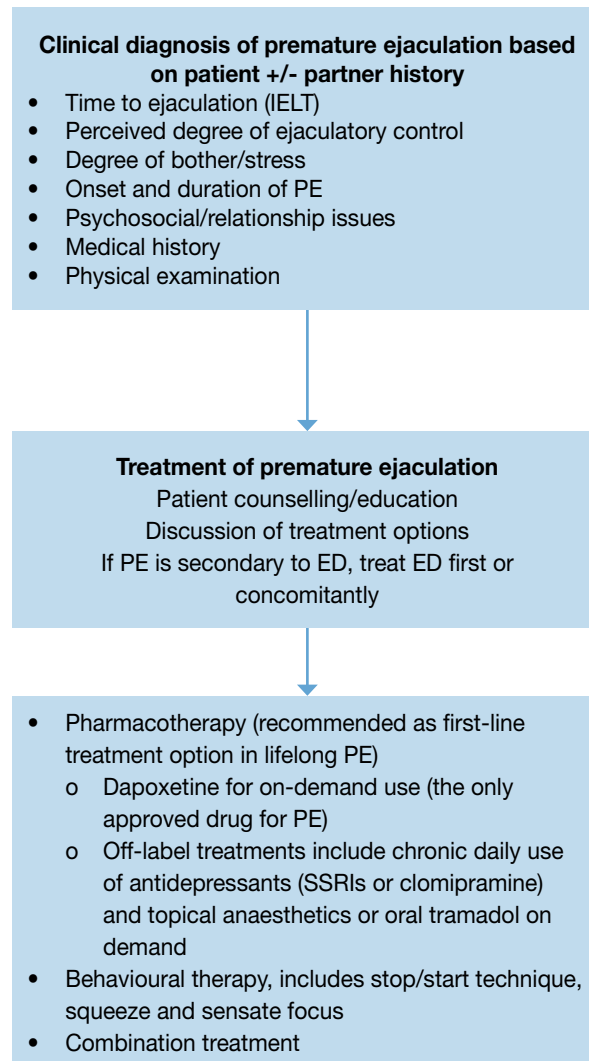 Clinical diagnosis of premature ejaculation based
on patient +/- partner history
• Time to ejaculation (IELT)
• Perceived degree of ejaculatory control
• Degree of bother/stress
• Onset and duration of PE
• Psychosocial/relationship issues
• Medical history
• Physical examination
Treatment of premature ejaculation
Patient counselling/education
Discussion of treatment options
If PE is secondary to ED, treat ED first or
concomitantly
• Pharmacotherapy (recommended as first-line
treatment option in lifelong PE)
o Dapoxetine for on-demand use (the only
approved drug for PE)
o Off-label treatments include chronic daily use
of antidepressants (SSRIs or clomipramine)
and topical anaesthetics or oral tramadol on
demand
• Behavioural therapy, includes stop/start technique,
squeeze and sensate focus
• Combination treatment